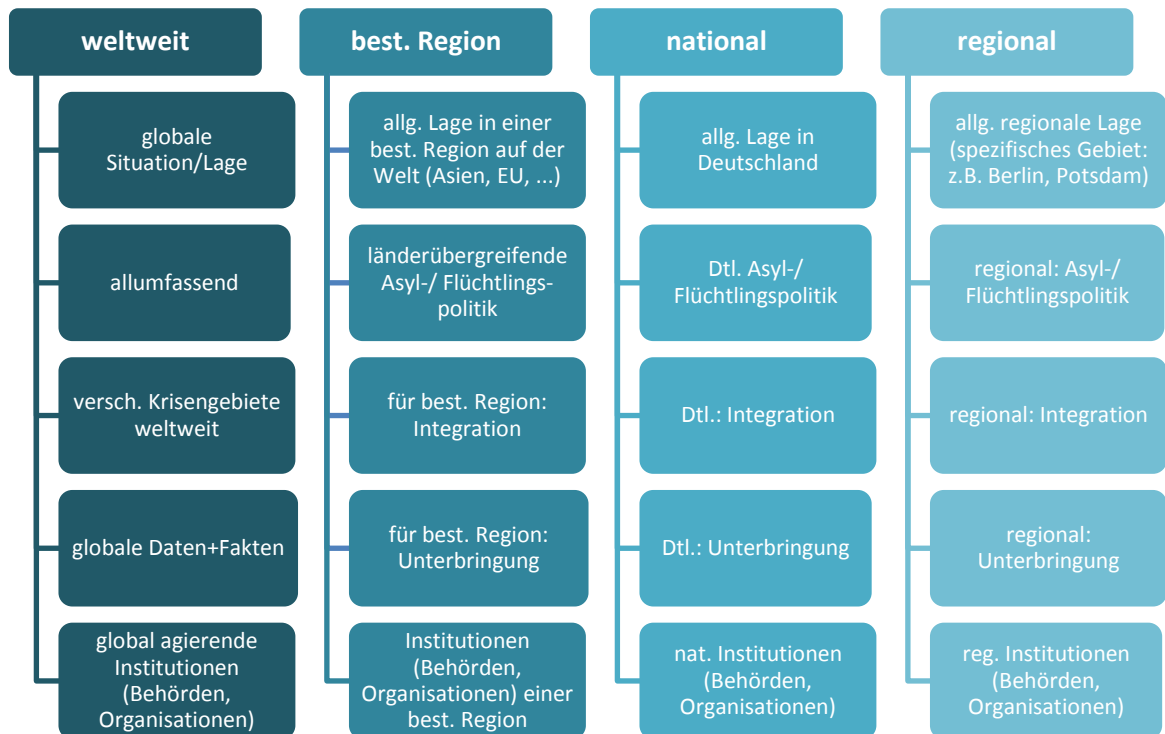 weltweit
globale
Situation/Lage
allumfassend
versch. Krisengebiete
weltweit
globale Daten+Fakten
global agierende
Institutionen
(Behörden,
Organisationen)
best. Region
allg. Lage in einer
best. Region auf der
Welt (Asien, EU, ...)
länderübergreifende
Asyl-/ Flüchtlings-
politik
für best. Region:
Integration
für best. Region:
Unterbringung
Institutionen
(Behörden,
Organisationen) einer
best. Region
national
allg. Lage in
Deutschland
Dtl. Asyl-/
Flüchtlingspolitik
Dtl.: Integration
Dtl.: Unterbringung
nat. Institutionen
(Behörden,
Organisationen)
regional
allg. regionale Lage
(spezifisches Gebiet:
z.B. Berlin, Potsdam)
regional: Asyl-/
Flüchtlingspolitik
regional: Integration
regional:
Unterbringung
reg. Institutionen
(Behörden,
Organisationen)